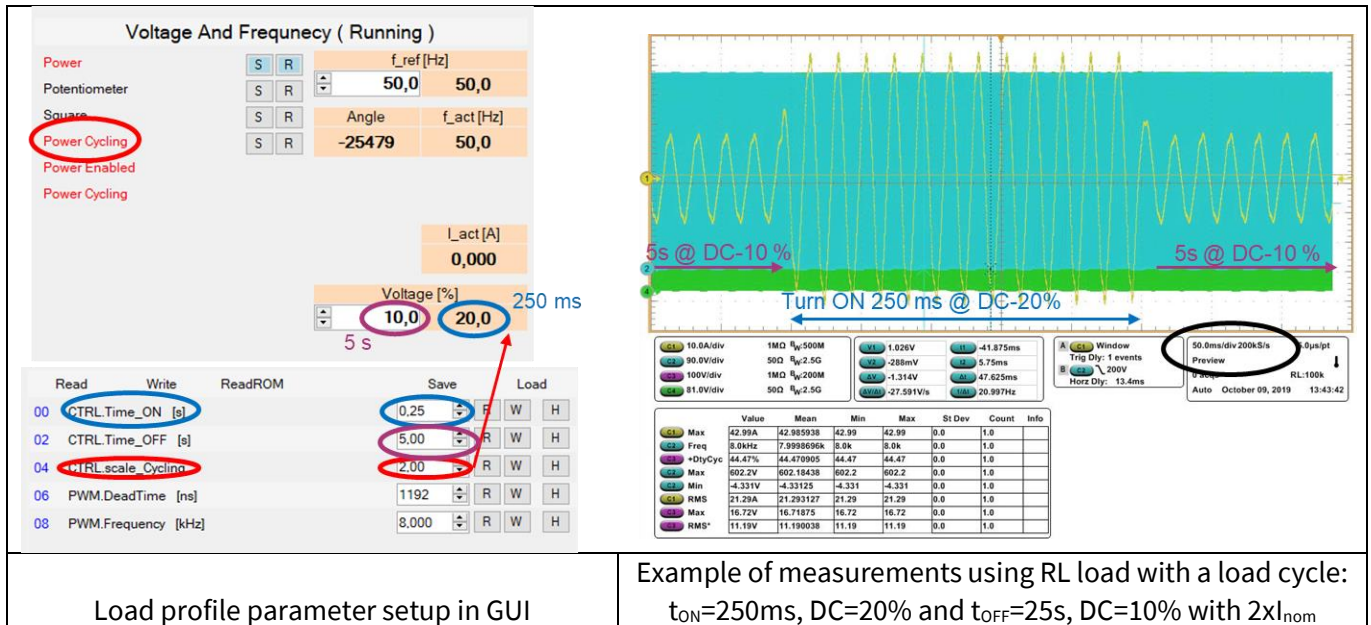 Voltage And Frequnecy ( Running )
Power S R
f_ref [Hz]
50,0 50,0
Potentiometer S R
Square S R
Angle f_act [Hz]
Power Cycling S R
-25479 50,0
Power Enabled
Power Cycling
I_act [A]
0,000
Voltage [%]
10,0 20,0
250 ms
5 s
Read Write ReadROM Save Load
00 CTRL.Time_ON [s] 0,25 R W H
02 CTRL.Time_OFF [s] 5,00 R W H
04 CTRL.scale_Cycling 2,00 R W H
06 PWM.DeadTime [ns] 1192 R W H
08 PWM.Frequency [kHz] 8,000 R W H
1
2
4
5s @ DC-10 %
5s @ DC-10 %
Turn ON 250 ms @ DC-20%
C1 10.0A/div 1MΩ BW:500M
C2 90.0V/div 50Ω BW:2.5G
C3 100V/div 1MΩ BW:200M
C4 81.0V/div 50Ω BW:2.5G
V1 1.026V t1 -41.875ms
V2 -288mV t2 5.75ms
ΔV -1.314V Δt 47.625ms
ΔV/Δt -27.591V/s 1/Δt 20.997Hz
A C1 Window
Trig Dly: 1 events
B C2 200V
Horz Dly: 13.4ms
50.0ms/div 200kS/s 5.0µs/pt
Preview
0 acqs RL:100k
Auto October 09, 2019 13:43:42
Value Mean Min Max St Dev Count Info
C1 Max 42.99A 42.985938 42.99 42.99 0.0 1.0
C2 Freq 8.0kHz 7.9998696k 8.0k 8.0k 0.0 1.0
C3 +DtyCyc 44.47% 44.470905 44.47 44.47 0.0 1.0
C2 Max 602.2V 602.18438 602.2 602.2 0.0 1.0
C2 Min -4.331V -4.33125 -4.331 -4.331 0.0 1.0
C1 RMS 21.29A 21.293127 21.29 21.29 0.0 1.0
C3 Max 16.72V 16.71875 16.72 16.72 0.0 1.0
C3 RMS* 11.19V 11.190038 11.19 11.19 0.0 1.0
Load profile parameter setup in GUI
Example of measurements using RL load with a load cycle:
tON=250ms, DC=20% and tOFF=25s, DC=10% with 2xInom